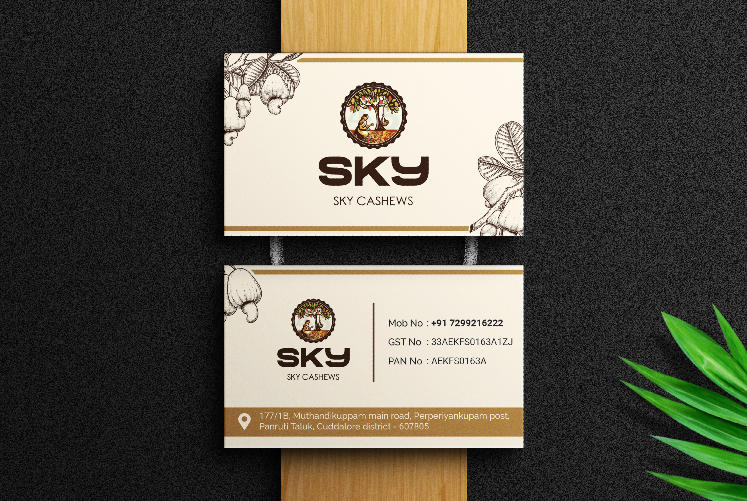 SKY
SKY CASHEWS
SKY
SKY CASHEWS
Mob No : +91 7299216222
GST No : 33AEKFS0163A1ZJ
PAN No : AEKFS0163A
177/1B, Muthandikuppam main road, Perperiyankupam post,
Panruti Taluk, Cuddalore district - 607805